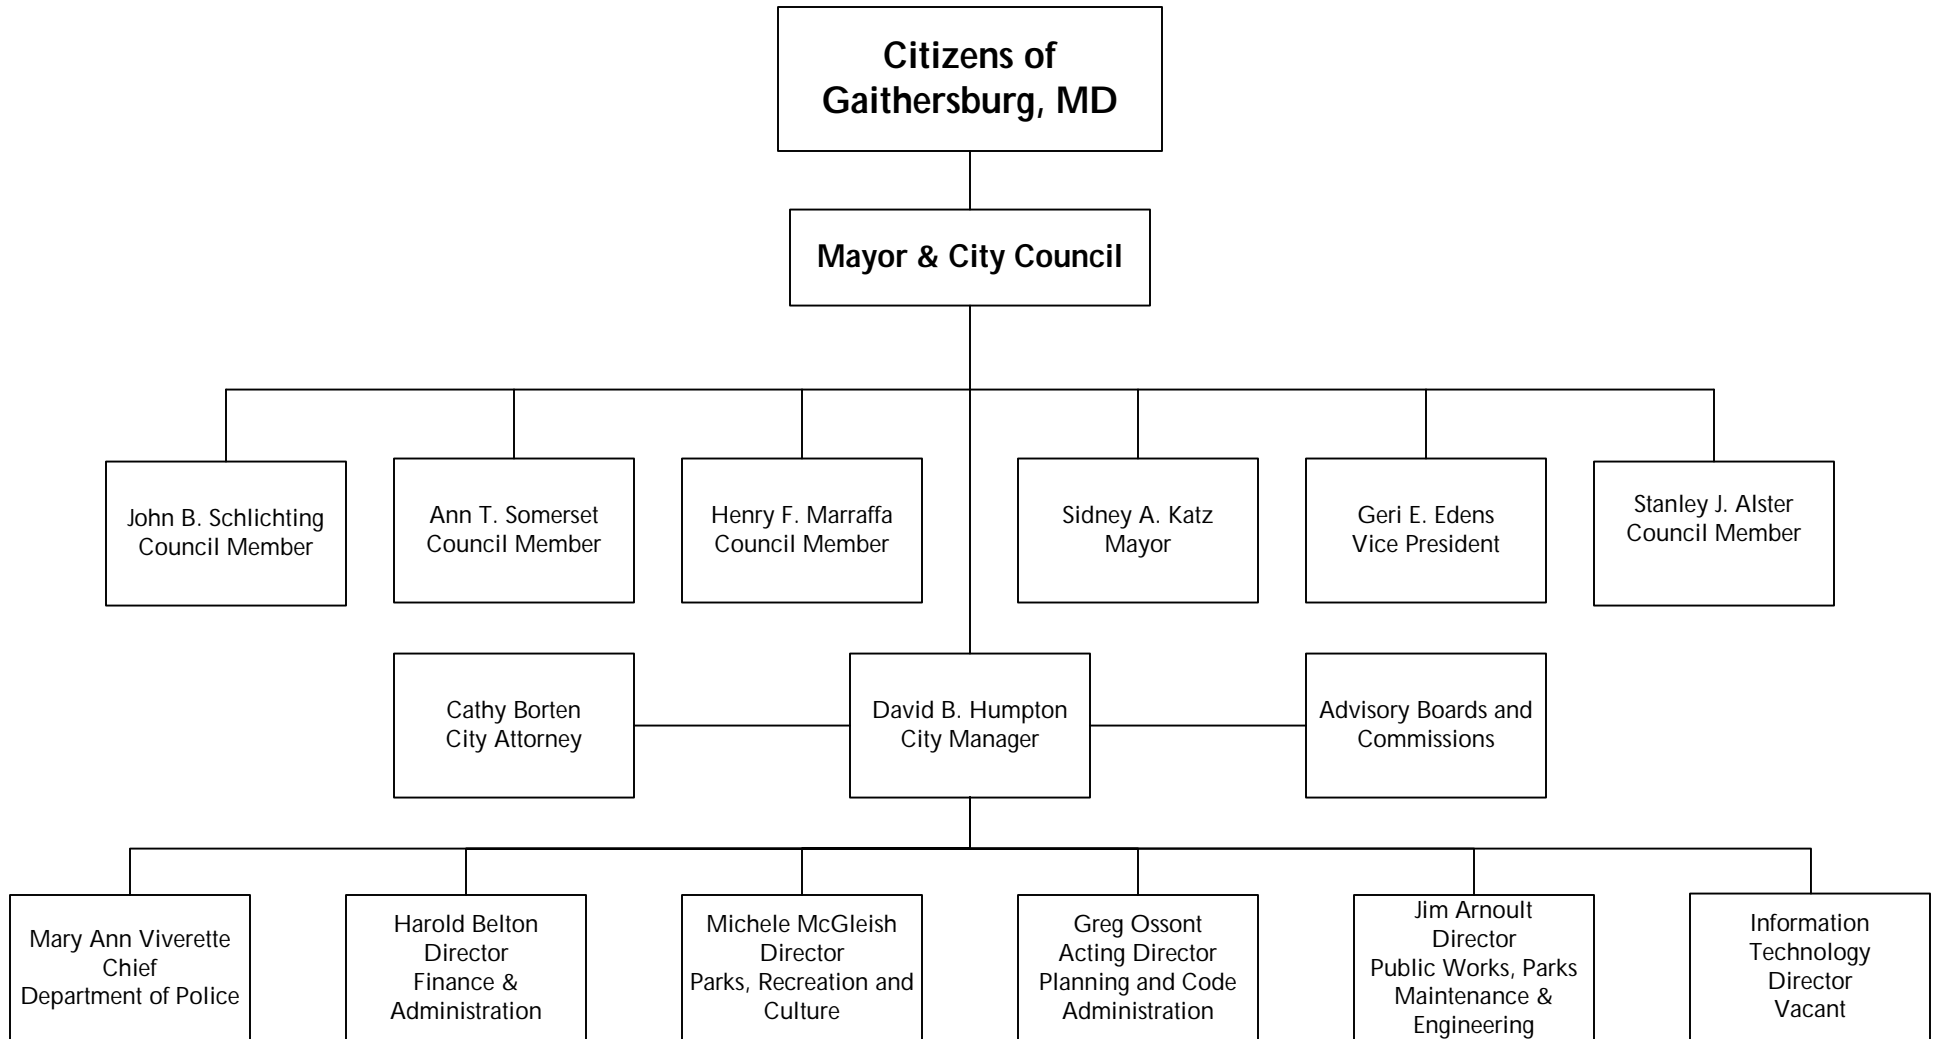 Citizens of
Gaithersburg, MD
Mayor & City Council
John B. Schlichting
Council Member
Ann T. Somerset
Council Member
Henry F. Marraffa
Council Member
Sidney A. Katz
Mayor
Geri E. Edens
Vice President
Stanley J. Alster
Council Member
Cathy Borten
City Attorney
David B. Humpton
City Manager
Advisory Boards and
Commissions
Mary Ann Viverette
Chief
Department of Police
Harold Belton
Director
Finance &
Administration
Michele McGleish
Director
Parks, Recreation and
Culture
Greg Ossont
Acting Director
Planning and Code
Administration
Jim Arnoult
Director
Public Works, Parks
Maintenance &
Engineering
Information
Technology
Director
Vacant